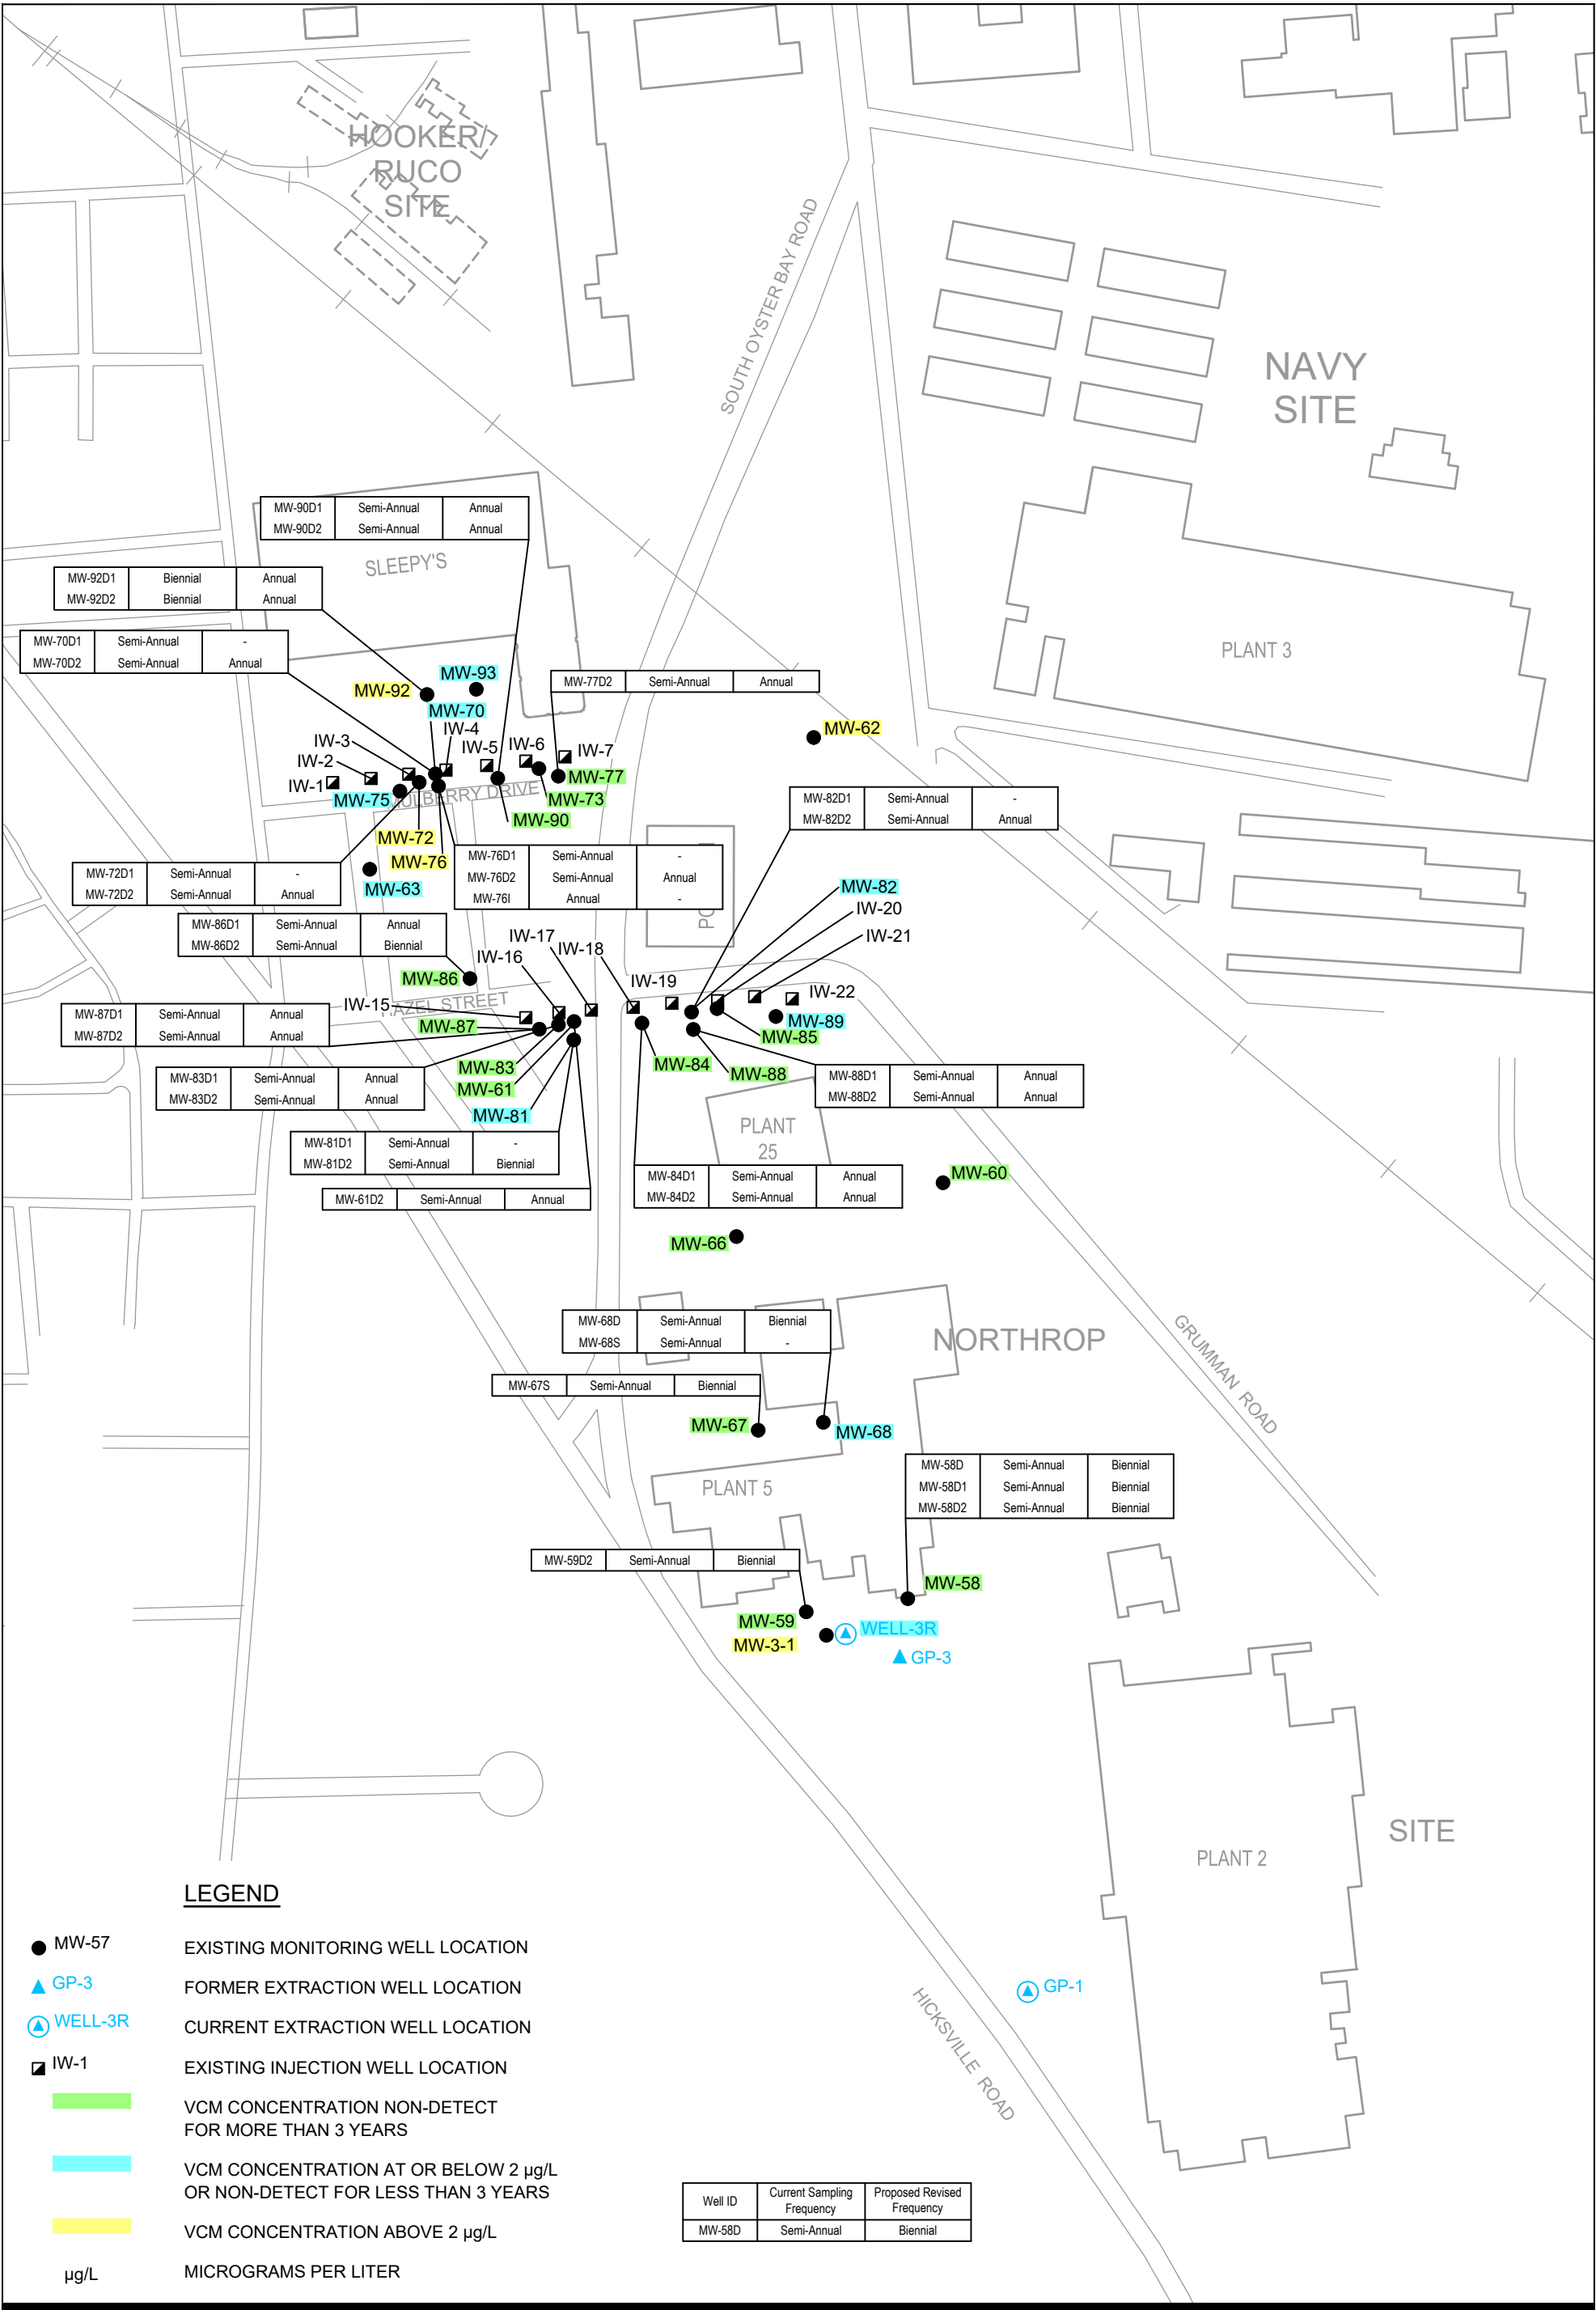 HOOKER/
RUCO
SITE
SOUTH OYSTER BAY ROAD
NAVY
SITE
MW-90D1 Semi-Annual Annual
MW-90D2 Semi-Annual Annual
SLEEPY'S
MW-92D1 Biennial Annual
MW-92D2 Biennial Annual
MW-70D1 Semi-Annual -
MW-70D2 Semi-Annual Annual
PLANT 3
MW-93
MW-92
MW-70
MW-77D2 Semi-Annual Annual
MW-62
IW-4
IW-3
IW-5
IW-6
IW-7
IW-2
IW-1
MW-77
MW-75
MULBERRY DRIVE
MW-73
MW-90
MW-72
MW-76
MW-82D1 Semi-Annual -
MW-82D2 Semi-Annual Annual
MW-76D1 Semi-Annual -
MW-76D2 Semi-Annual Annual
MW-76I Annual -
MW-72D1 Semi-Annual -
MW-72D2 Semi-Annual Annual
MW-63
MW-82
IW-20
IW-21
MW-86D1 Semi-Annual Annual
MW-86D2 Semi-Annual Biennial
IW-17
IW-18
IW-16
IW-19
MW-86
IW-22
HAZEL STREET
IW-15
MW-87D1 Semi-Annual Annual
MW-87D2 Semi-Annual Annual
MW-87
MW-89
MW-85
MW-83
MW-84
MW-88
MW-61
MW-81
MW-83D1 Semi-Annual Annual
MW-83D2 Semi-Annual Annual
MW-88D1 Semi-Annual Annual
MW-88D2 Semi-Annual Annual
PLANT
25
MW-81D1 Semi-Annual -
MW-81D2 Semi-Annual Biennial
MW-84D1 Semi-Annual Annual
MW-84D2 Semi-Annual Annual
MW-60
MW-61D2 Semi-Annual Annual
MW-66
MW-68D Semi-Annual Biennial
MW-68S Semi-Annual -
NORTHROP
GRUMMAN ROAD
MW-67S Semi-Annual Biennial
MW-67
MW-68
MW-58D Semi-Annual Biennial
MW-58D1 Semi-Annual Biennial
MW-58D2 Semi-Annual Biennial
PLANT 5
MW-59D2 Semi-Annual Biennial
MW-58
MW-59
WELL-3R
MW-3-1
GP-3
SITE
PLANT 2
GP-1
HICKSVILLE ROAD
LEGEND
MW-57 EXISTING MONITORING WELL LOCATION
GP-3 FORMER EXTRACTION WELL LOCATION
WELL-3R CURRENT EXTRACTION WELL LOCATION
IW-1 EXISTING INJECTION WELL LOCATION
VCM CONCENTRATION NON-DETECT
FOR MORE THAN 3 YEARS
VCM CONCENTRATION AT OR BELOW 2 µg/L
OR NON-DETECT FOR LESS THAN 3 YEARS
VCM CONCENTRATION ABOVE 2 µg/L
µg/L MICROGRAMS PER LITER
Well ID Current Sampling Frequency Proposed Revised Frequency
MW-58D Semi-Annual Biennial